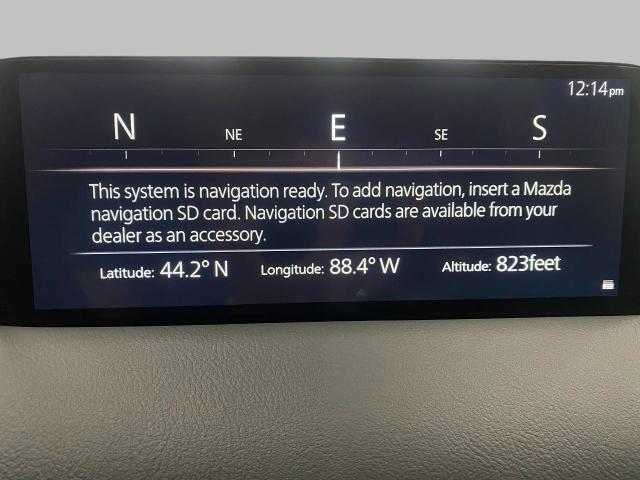 12:14pm
N NE E SE S
This system is navigation ready. To add navigation, insert a Mazda
navigation SD card. Navigation SD cards are available from your
dealer as an accessory.
Latitude: 44.2° N Longitude: 88.4° W Altitude: 823feet